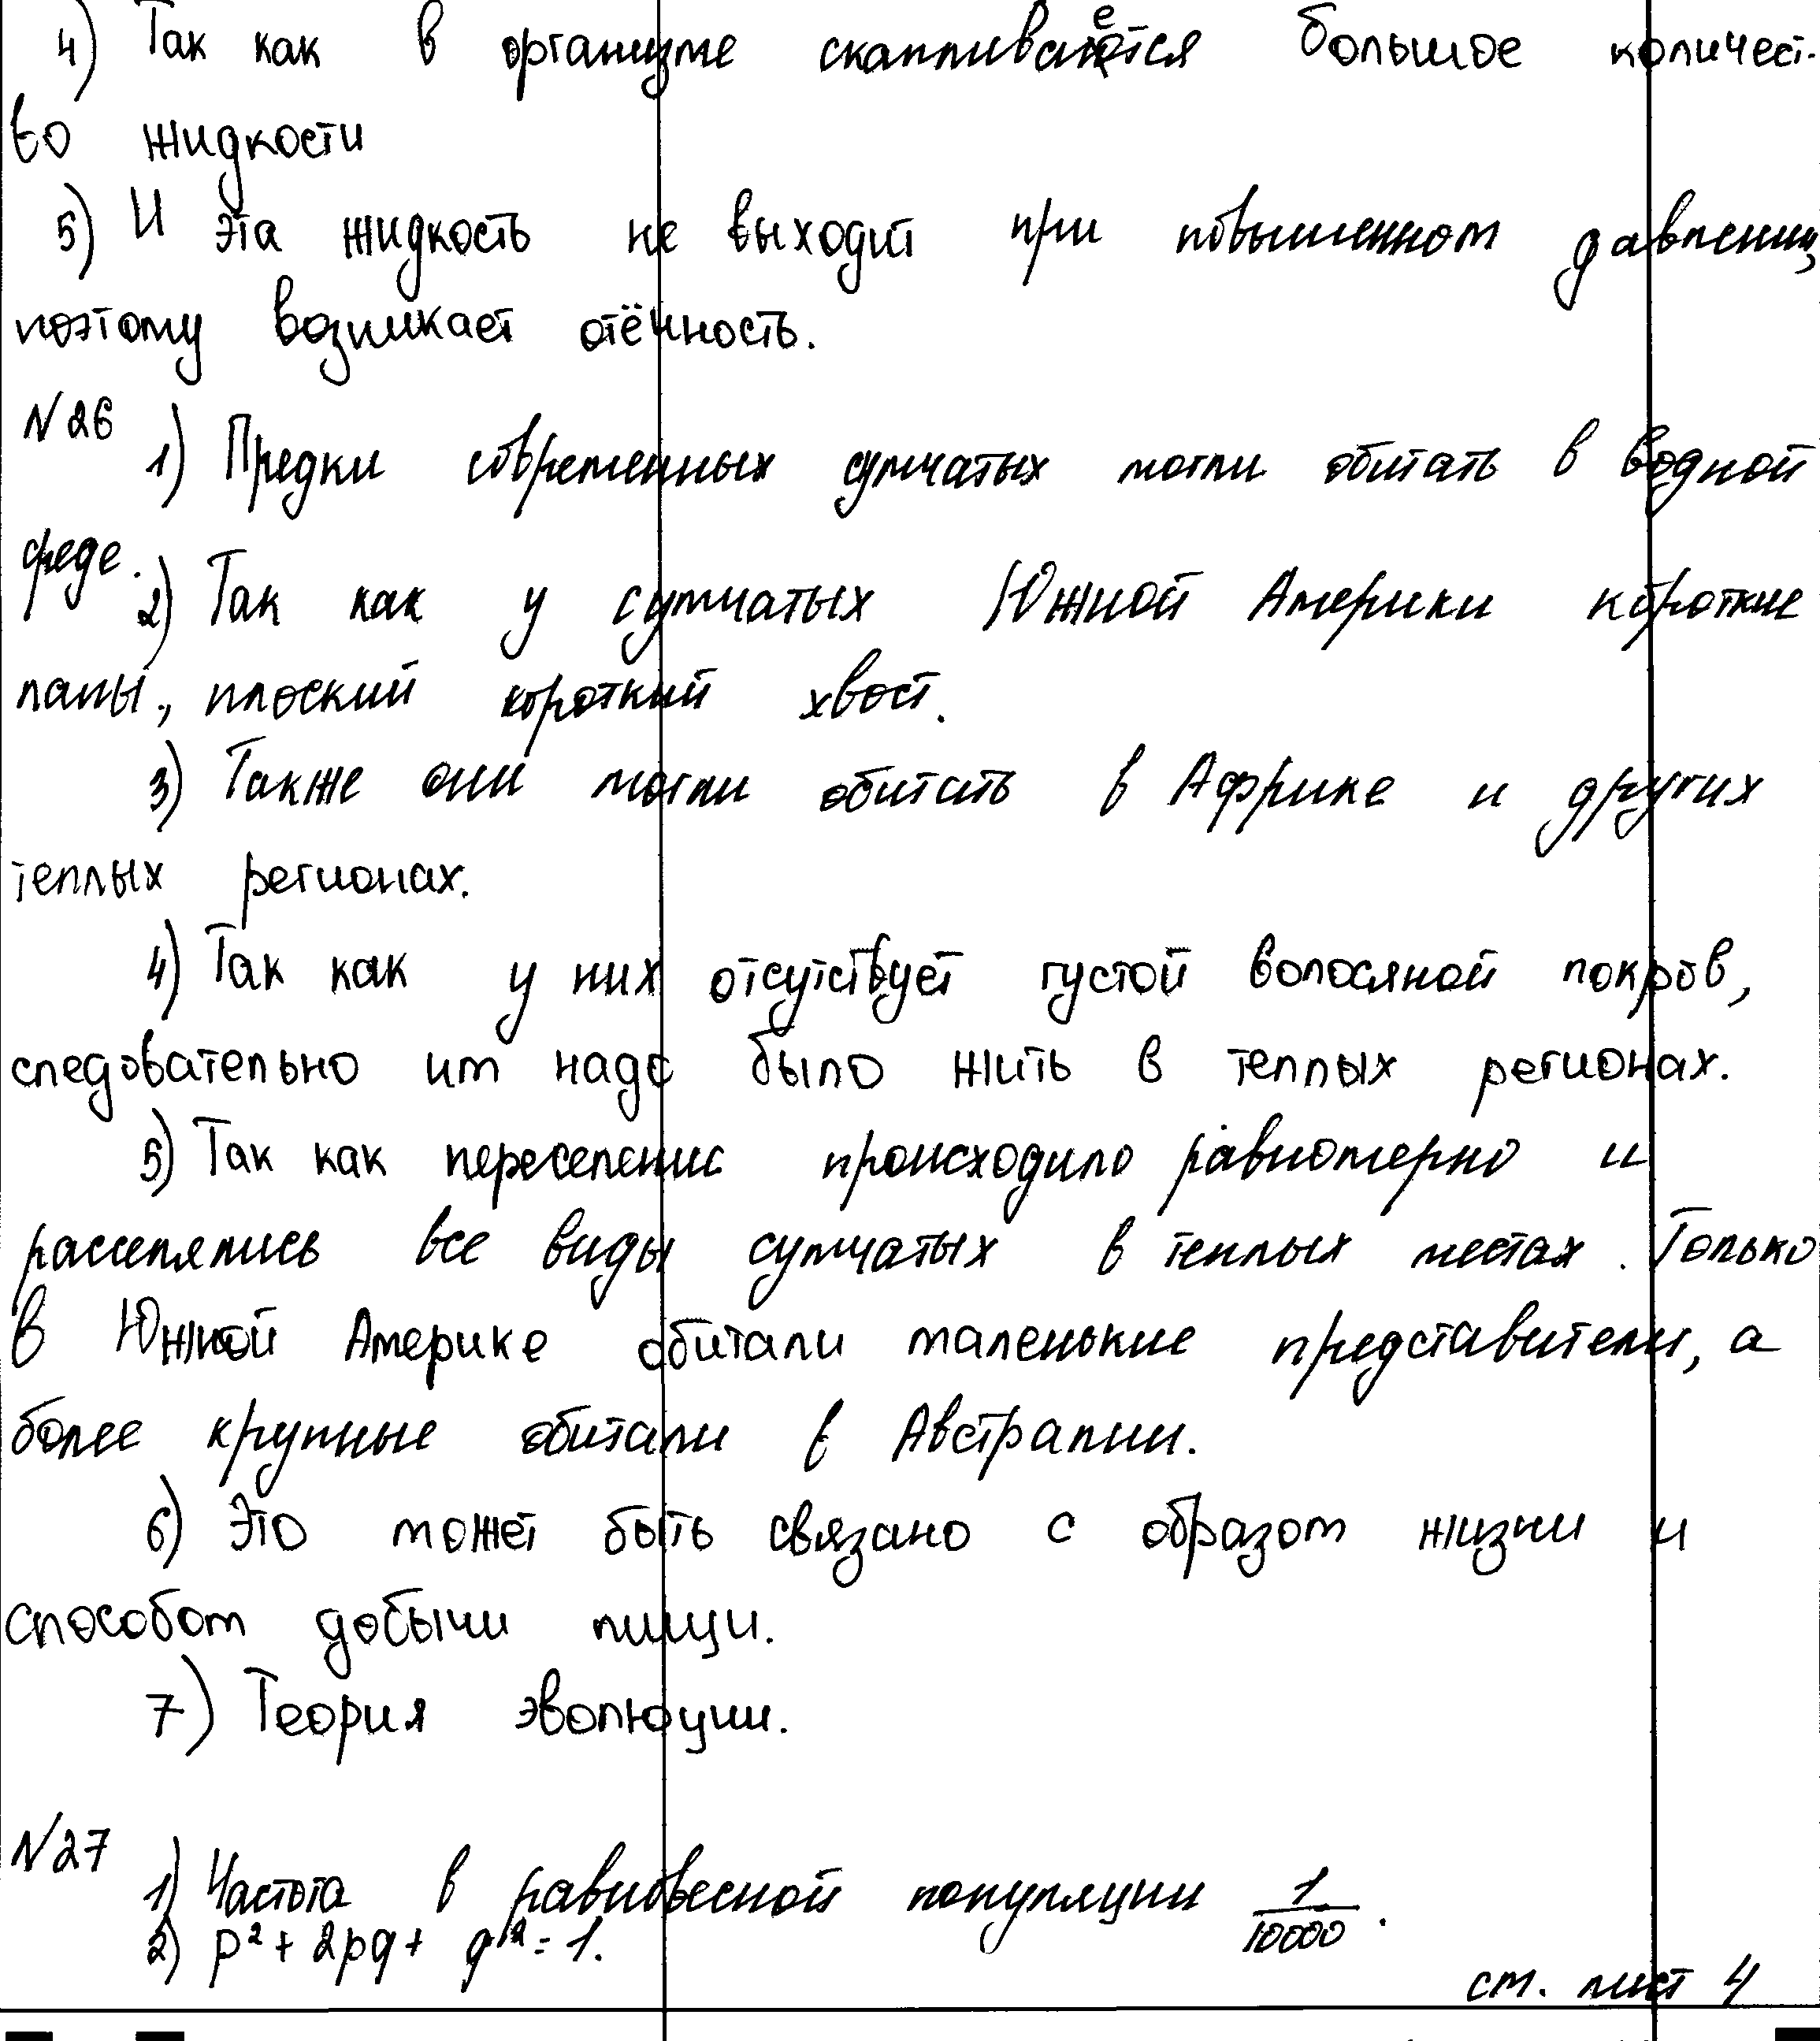 4) Так как в организме скапливается большое количест-
во жидкости
5) И эта жидкость не выходит при повышенном давлении,
поэтому возникает отёчность.
N26
1) Предки современных сумчатых могли обитать в водной
среде.
2) Так как у сумчатых Южной Америки короткие
лапы, плоский короткий хвост.
3) Также они могли обитать в Африке и других
теплых регионах.
4) Так как у них отсутствует густой волосяной покров,
следовательно им надо было жить в теплых регионах.
5) Так как переселение происходило равномерно и
расселялись все виды сумчатых в теплых местах. Только
в Южной Америке обитали маленькие представители, а
более крупные обитали в Австралии.
6) Это может быть связано с образом жизни и
способом добычи пищи.
7) Теория эволюции.
N27
1) Частота в равновесной популяции 1/10000.
2) p²+ 2pq+ q²= 1.
см. лист 4